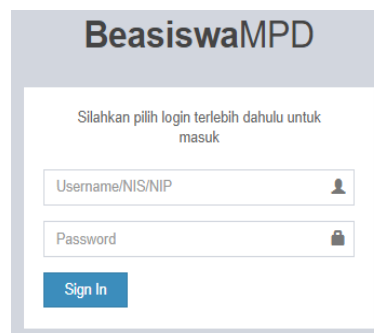 BeasiswaMPD
Silahkan pilih login terlebih dahulu untuk
masuk
Username/NIS/NIP
Password
Sign In